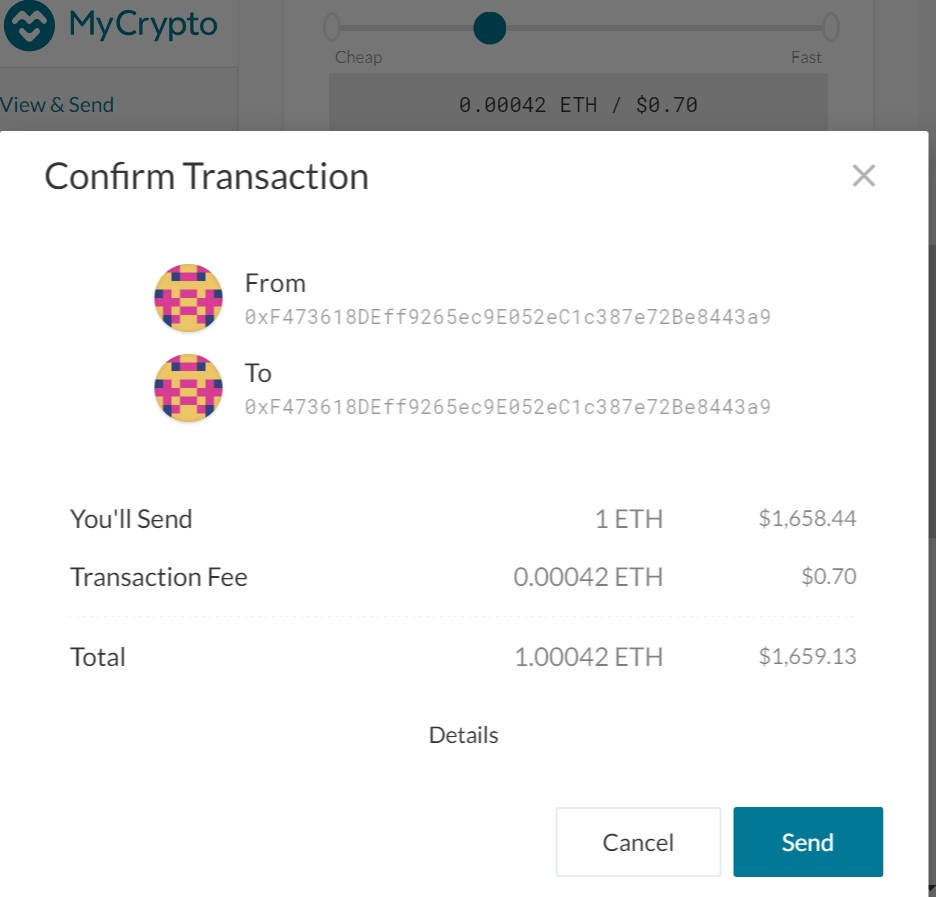 MyCrypto
Cheap
Fast
View & Send
0.00042 ETH / $0.70
Confirm Transaction
From
0xF473618DEff9265ec9E052eC1c387e72Be8443a9
To
0xF473618DEff9265ec9E052eC1c387e72Be8443a9
You'll Send 1 ETH $1,658.44
Transaction Fee 0.00042 ETH $0.70
Total 1.00042 ETH $1,659.13
Details
Cancel Send